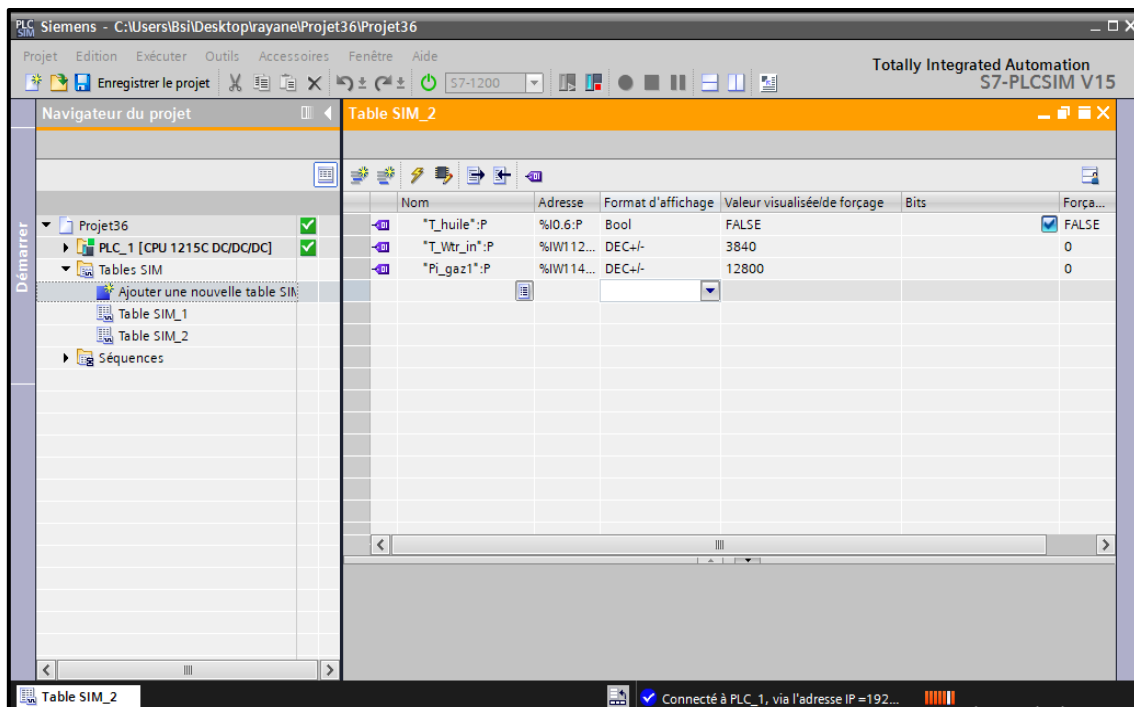 PLC SIM Siemens - C:\Users\Bsi\Desktop\rayane\Projet36\Projet36
Projet Edition Exécuter Outils Accessoires Fenêtre Aide
Totally Integrated Automation
S7-PLCSIM V15
Enregistrer le projet S7-1200
Navigateur du projet
Table SIM_2
Démarrer
Nom Adresse Format d'affichage Valeur visualisée/de forçage Bits Força...
"T_huile":P %I0.6:P Bool FALSE FALSE
"T_Wtr_in":P %IW112... DEC+/- 3840 0
"Pi_gaz1":P %IW114... DEC+/- 12800 0
Projet36
PLC_1 [CPU 1215C DC/DC/DC]
Tables SIM
Ajouter une nouvelle table SIM
Table SIM_1
Table SIM_2
Séquences
Table SIM_2
Connecté à PLC_1, via l'adresse IP =192...